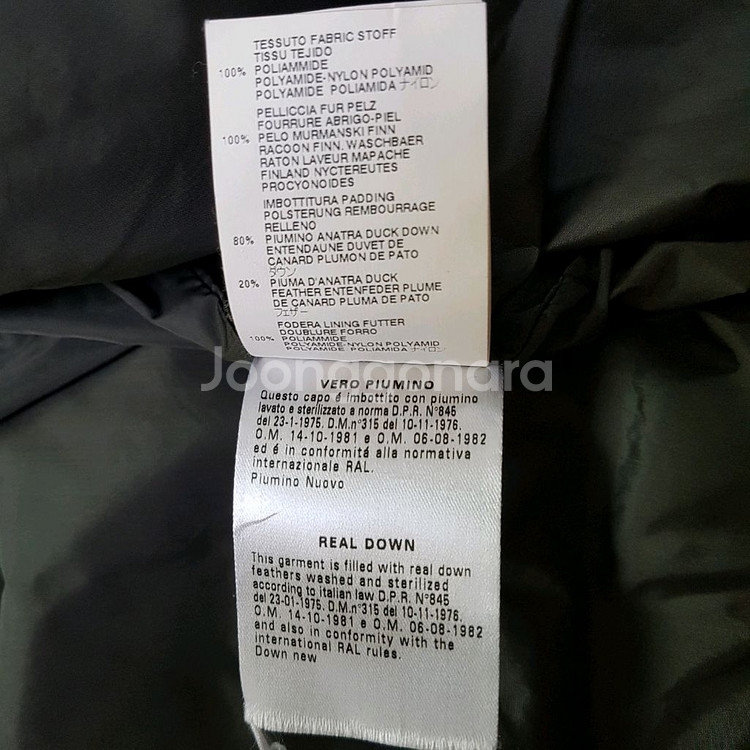 TESSUTO FABRIC STOFF
TISSU TEJIDO
100% POLIAMMIDE
POLYAMIDE-NYLON POLYAMID
POLYAMIDE POLIAMIDA ナイロン
PELLICCIA FUR PELZ
FOURRURE ABRIGO-PIEL
100% PELO MURMANSKI FINN
RACOON FINN. WASCHBAER
RATON LAVEUR MAPACHE
FINLAND NYCTEREUTES
PROCYONOIDES
IMBOTTITURA PADDING
POLSTERUNG REMBOURRAGE
RELLENO
80% PIUMINO ANATRA DUCK DOWN
ENTENDAUNE DUVET DE
CANARD PLUMON DE PATO
ダウン
20% PIUMA D'ANATRA DUCK
FEATHER ENTENFEDER PLUME
DE CANARD PLUMA DE PATO
フェザー
FODERA LINING FUTTER
DOUBLURE FORRO
100% POLIAMMIDE
POLYAMIDE-NYLON POLYAMID
POLYAMIDE POLIAMIDA ナイロン
Joonggonara
VERO PIUMINO
Questo capo é imbottito con piumino
lavato e sterilizzato a norma D.P.R. N°845
del 23-1-1975. D.M.n°315 del 10-11-1976.
O.M. 14-10-1981 e O.M. 06-08-1982
ed é in conformitá alla normativa
internazionale RAL.
Piumino Nuovo
REAL DOWN
This garment is filled with real down
feathers washed and sterilized
according to italian law D.P.R. N°845
del 23-01-1975. D.M.n°315 del 10-11-1976.
O.M. 14-10-1981 e O.M. 06-08-1982
and also in conformity with the
international RAL rules.
Down new